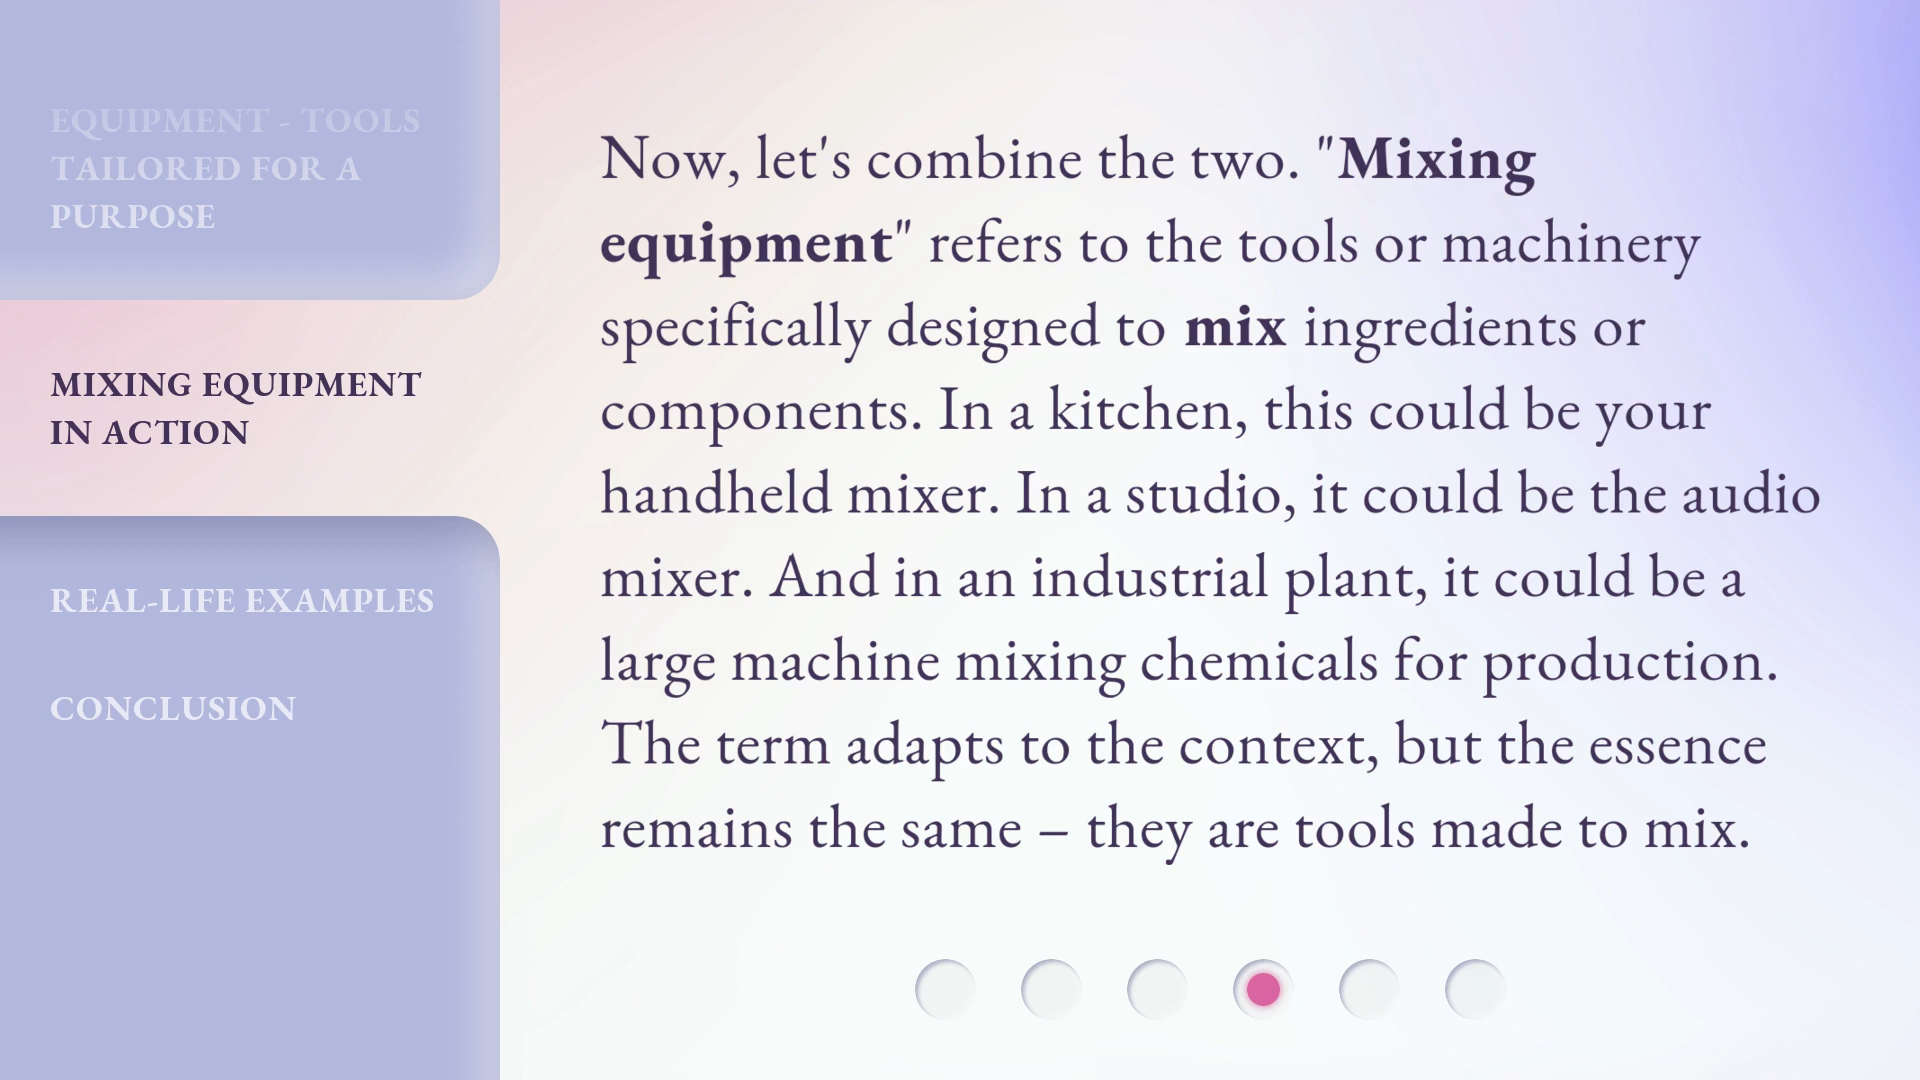 EQUIPMENT - TOOLS
TAILORED FOR A
PURPOSE
MIXING EQUIPMENT
IN ACTION
REAL-LIFE EXAMPLES
CONCLUSION
Now, let's combine the two. "Mixing
equipment" refers to the tools or machinery
specifically designed to mix ingredients or
components. In a kitchen, this could be your
handheld mixer. In a studio, it could be the audio
mixer. And in an industrial plant, it could be a
large machine mixing chemicals for production.
The term adapts to the context, but the essence
remains the same – they are tools made to mix.